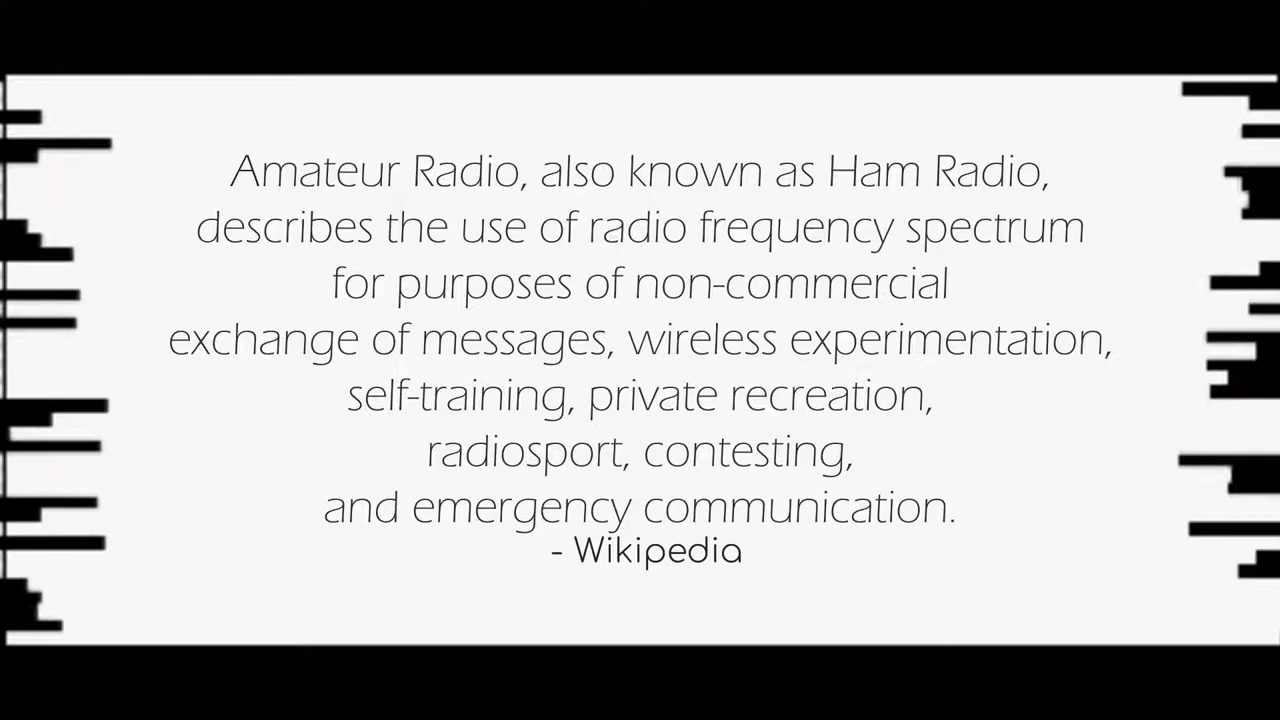 Amateur Radio, also known as Ham Radio,
describes the use of radio frequency spectrum
for purposes of non-commercial
exchange of messages, wireless experimentation,
self-training, private recreation,
radiosport, contesting,
and emergency communication.
- Wikipedia